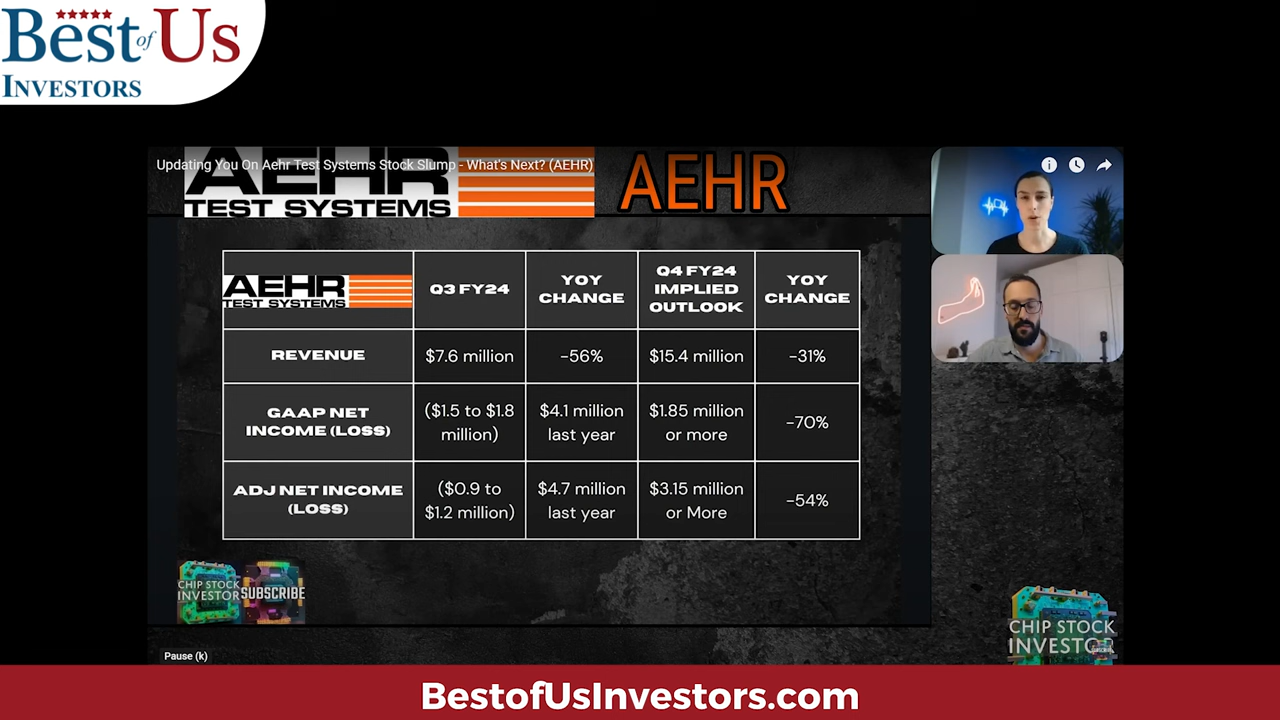 Best of Us
INVESTORS
Updating You On Aehr Test Systems Stock Slump - What's Next? (AEHR)
AEHR
TEST SYSTEMS
AEHR
AEHR
TEST SYSTEMS
Q3 FY24
YOY
CHANGE
Q4 FY24
IMPLIED
OUTLOOK
YOY
CHANGE
REVENUE
$7.6 million
-56%
$15.4 million
-31%
GAAP NET
INCOME (LOSS)
($1.5 to $1.8
million)
$4.1 million
last year
$1.85 million
or more
-70%
ADJ NET INCOME
(LOSS)
($0.9 to
$1.2 million)
$4.7 million
last year
$3.15 million
or More
-54%
CHIP STOCK
INVESTOR
SUBSCRIBE
CHIP STOCK
INVESTOR
Pause (k)
BestofUsInvestors.com